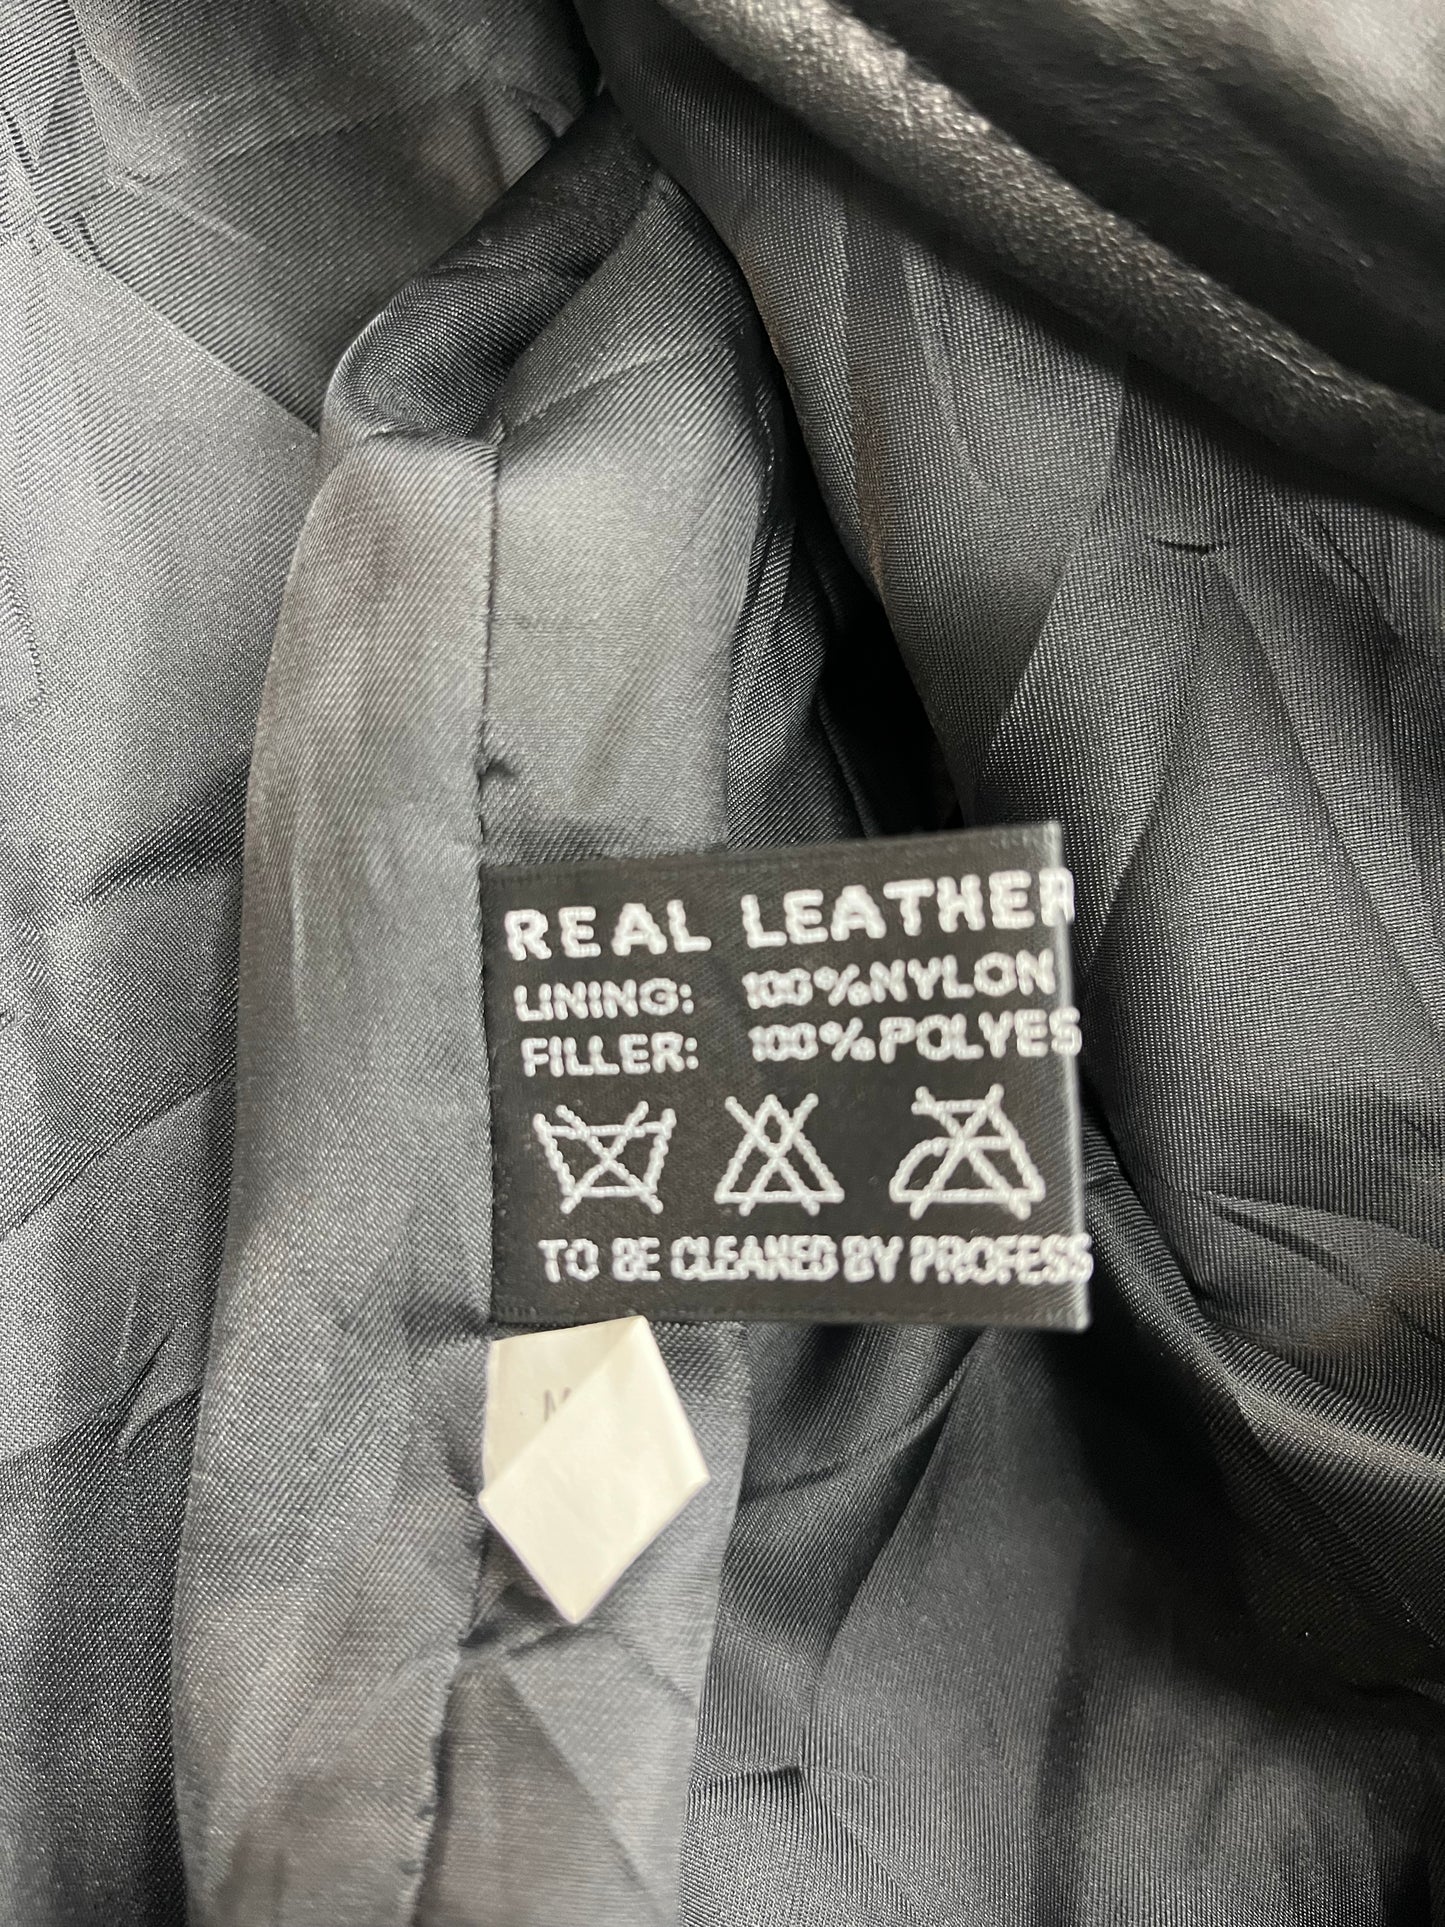 REAL LEATHER
LINING: 100%NYLON
FILLER: 100%POLYES
TO BE CLEANED BY PROFESS
M